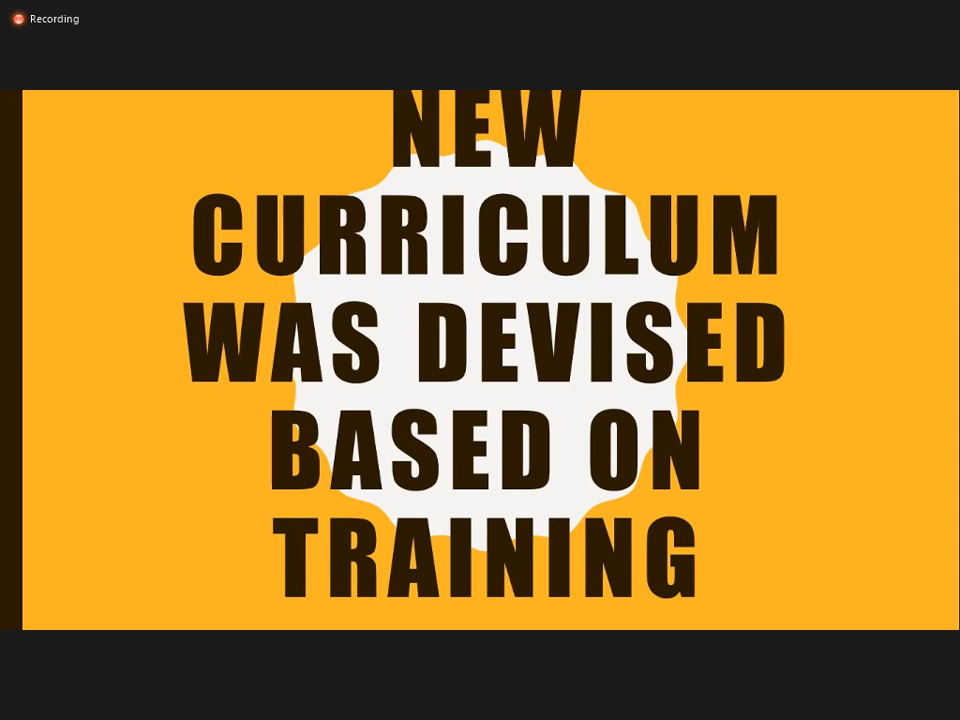 Recording
NEW
CURRICULUM
WAS DEVISED
BASED ON
TRAINING